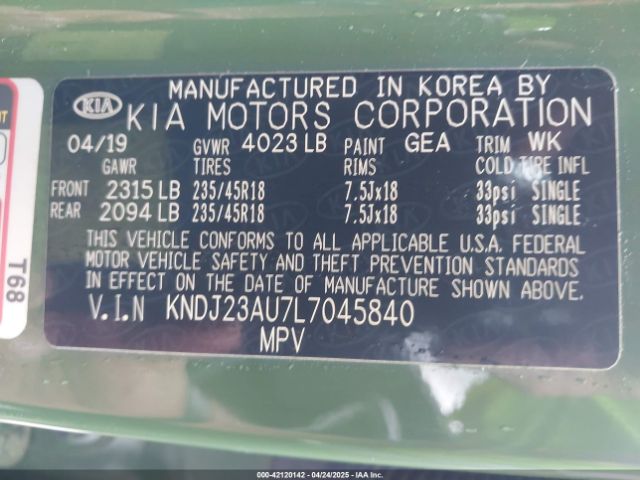 MANUFACTURED IN KOREA BY
KIA KIA MOTORS CORPORATION
04/19 GVWR 4023 LB PAINT GEA TRIM WK
GAWR TIRES RIMS COLD TIRE INFL
FRONT 2315 LB 235/45R18 7.5Jx18 33psi SINGLE
REAR 2094 LB 235/45R18 7.5Jx18 33psi SINGLE
THIS VEHICLE CONFORMS TO ALL APPLICABLE U.S.A. FEDERAL
MOTOR VEHICLE SAFETY AND THEFT PREVENTION STANDARDS
IN EFFECT ON THE DATE OF MANUFACTURE SHOWN ABOVE.
V.I.N KNDJ23AU7L7045840
MPV
T68
000-42120142 - 04/24/2025 - IAA Inc.